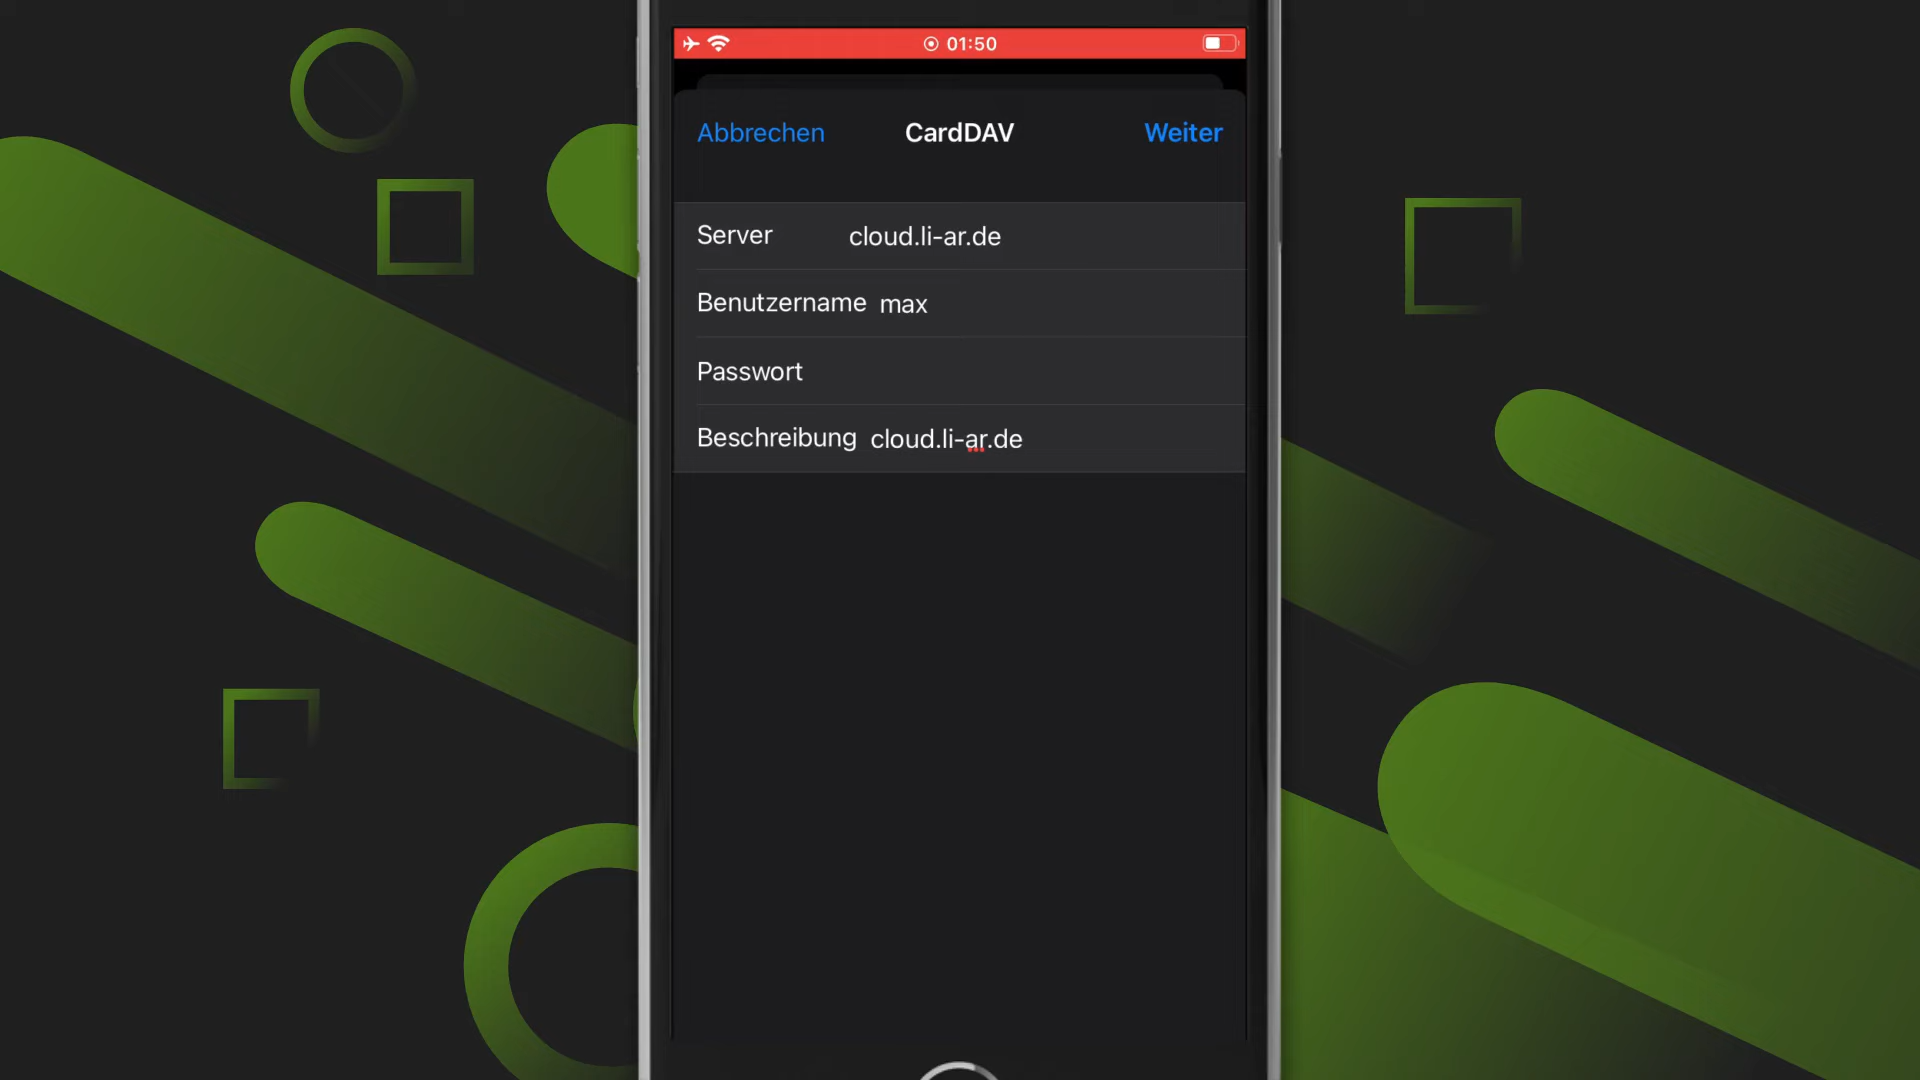 01:50
Abbrechen CardDAV Weiter
Server cloud.li-ar.de
Benutzername max
Passwort
Beschreibung cloud.li-ar.de